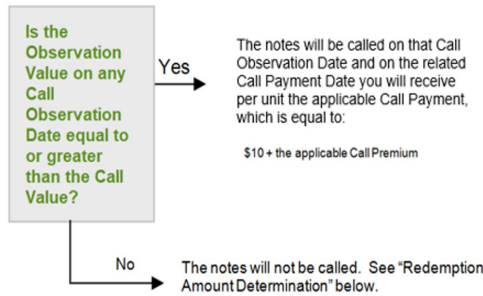 Is the
Observation
Value on any
Call
Observation
Date equal to
or greater
than the Call
Value?
Yes
The notes will be called on that Call
Observation Date and on the related
Call Payment Date you will receive
per unit the applicable Call Payment,
which is equal to:
$10 + the applicable Call Premium
No
The notes will not be called. See “Redemption
Amount Determination” below.